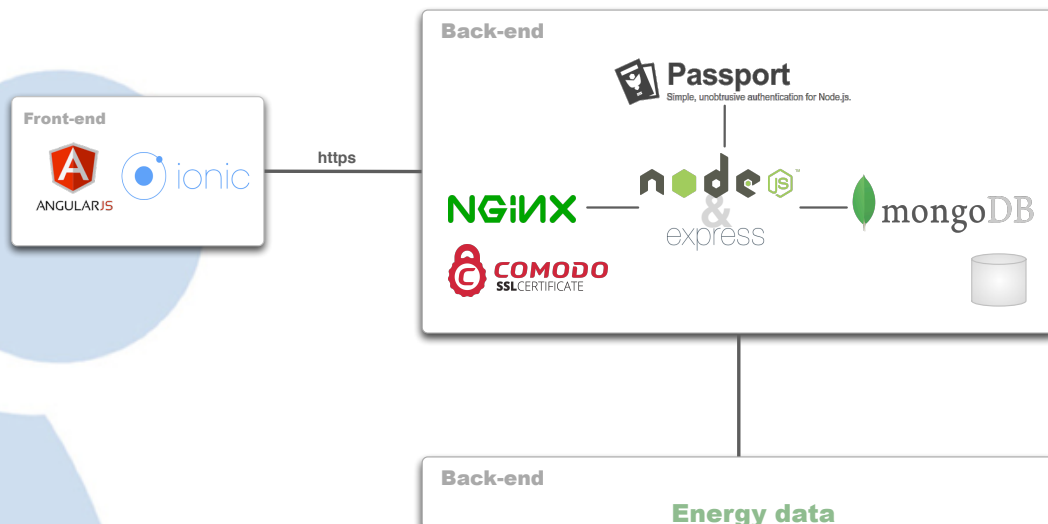 Back-end
Passport
Simple, unobtrusive authentication for Node.js.
Front-end
ANGULARJS
ionic
https
node JS ™
NGINX
&
express
mongoDB
COMODO
SSLCERTIFICATE
Back-end
Energy data